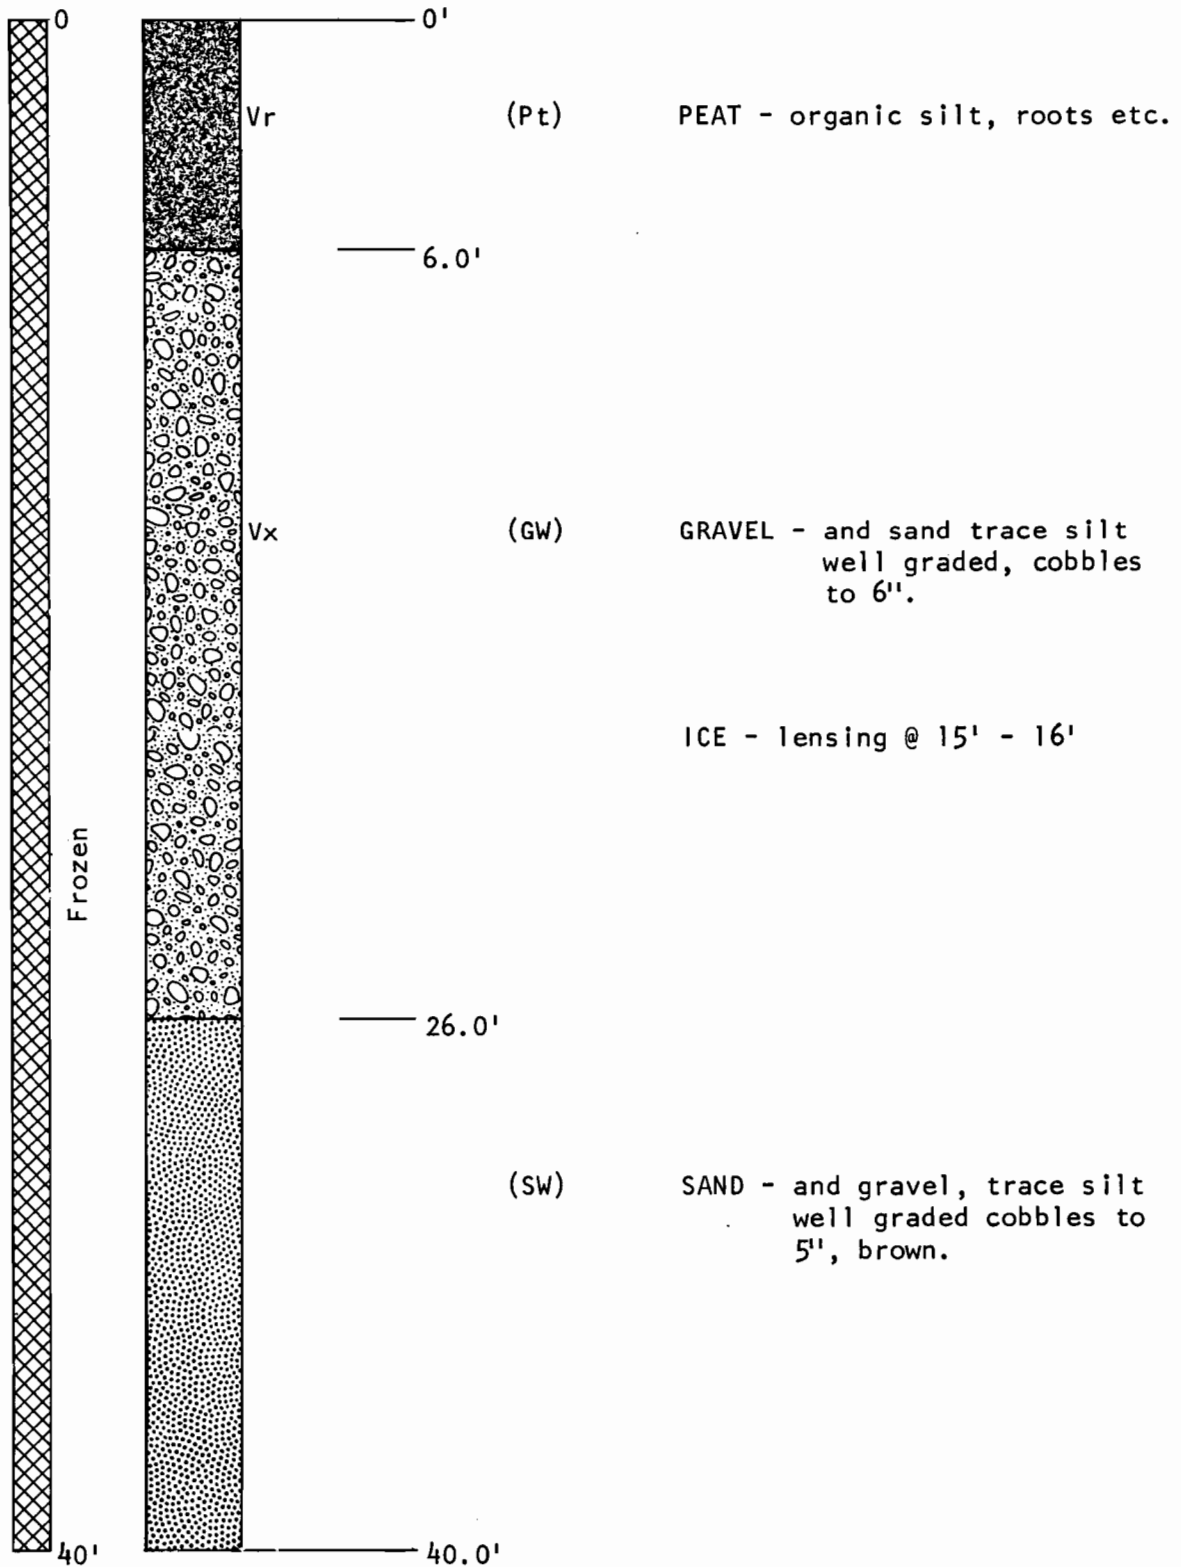 0
0'
Vr
(Pt)
PEAT - organic silt, roots etc.
6.0'
Vx
(GW)
GRAVEL - and sand trace silt
well graded, cobbles
to 6".
ICE - lensing @ 15' - 16'
Frozen
26.0'
(SW)
SAND - and gravel, trace silt
well graded cobbles to
5", brown.
40'
40.0'